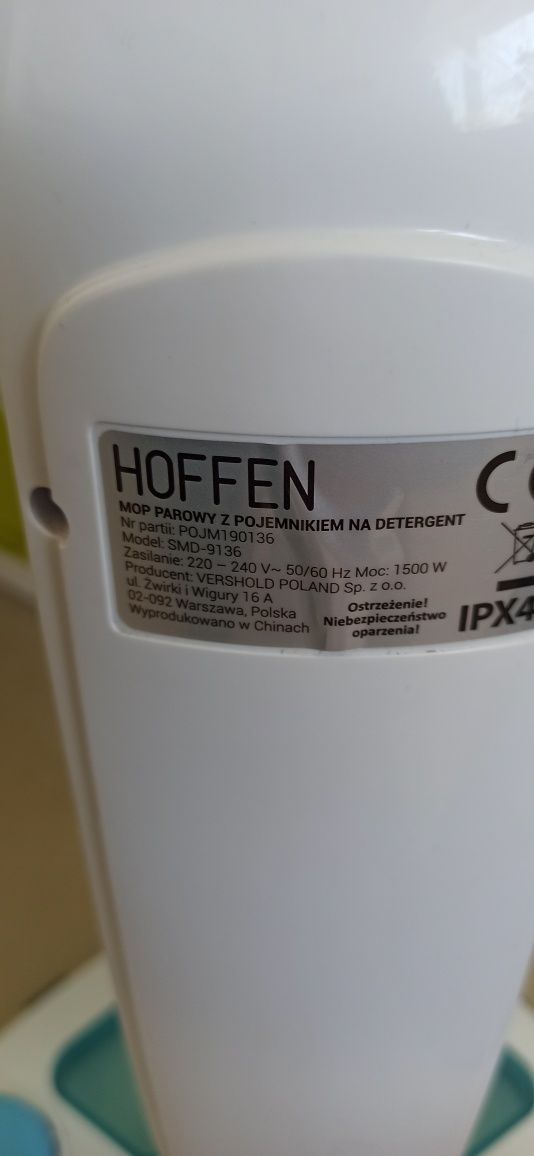 HOFFEN
MOP PAROWY Z POJEMNIKIEM NA DETERGENT
Nr partii: POJM190136
Model: SMD-9136
Zasilanie: 220 – 240 V~ 50/60 Hz Moc: 1500 W
Producent: VERSHOLD POLAND Sp. z o.o.
ul. Żwirki i Wigury 16 A
02-092 Warszawa, Polska
Wyprodukowano w Chinach
Ostrzeżenie!
Niebezpieczeństwo
oparzenia!
CE
IPX4